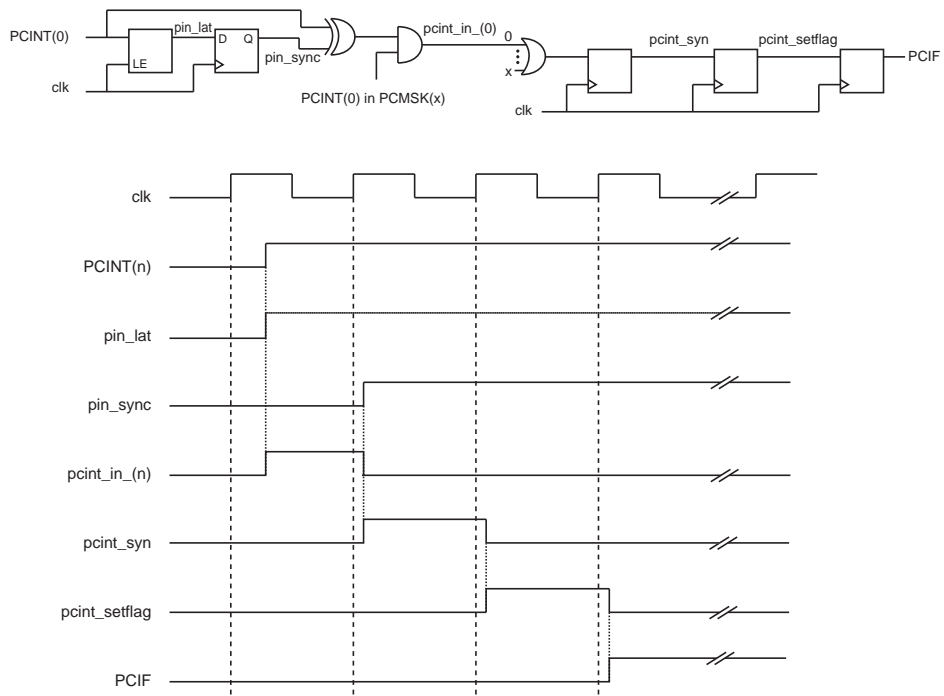 PCINT(0)
pin_lat
D Q
LE
clk
pin_sync
PCINT(0) in PCMSK(x)
pcint_in_(0)
0
x
clk
pcint_syn
pcint_setflag
PCIF
clk
PCINT(n)
pin_lat
pin_sync
pcint_in_(n)
pcint_syn
pcint_setflag
PCIF